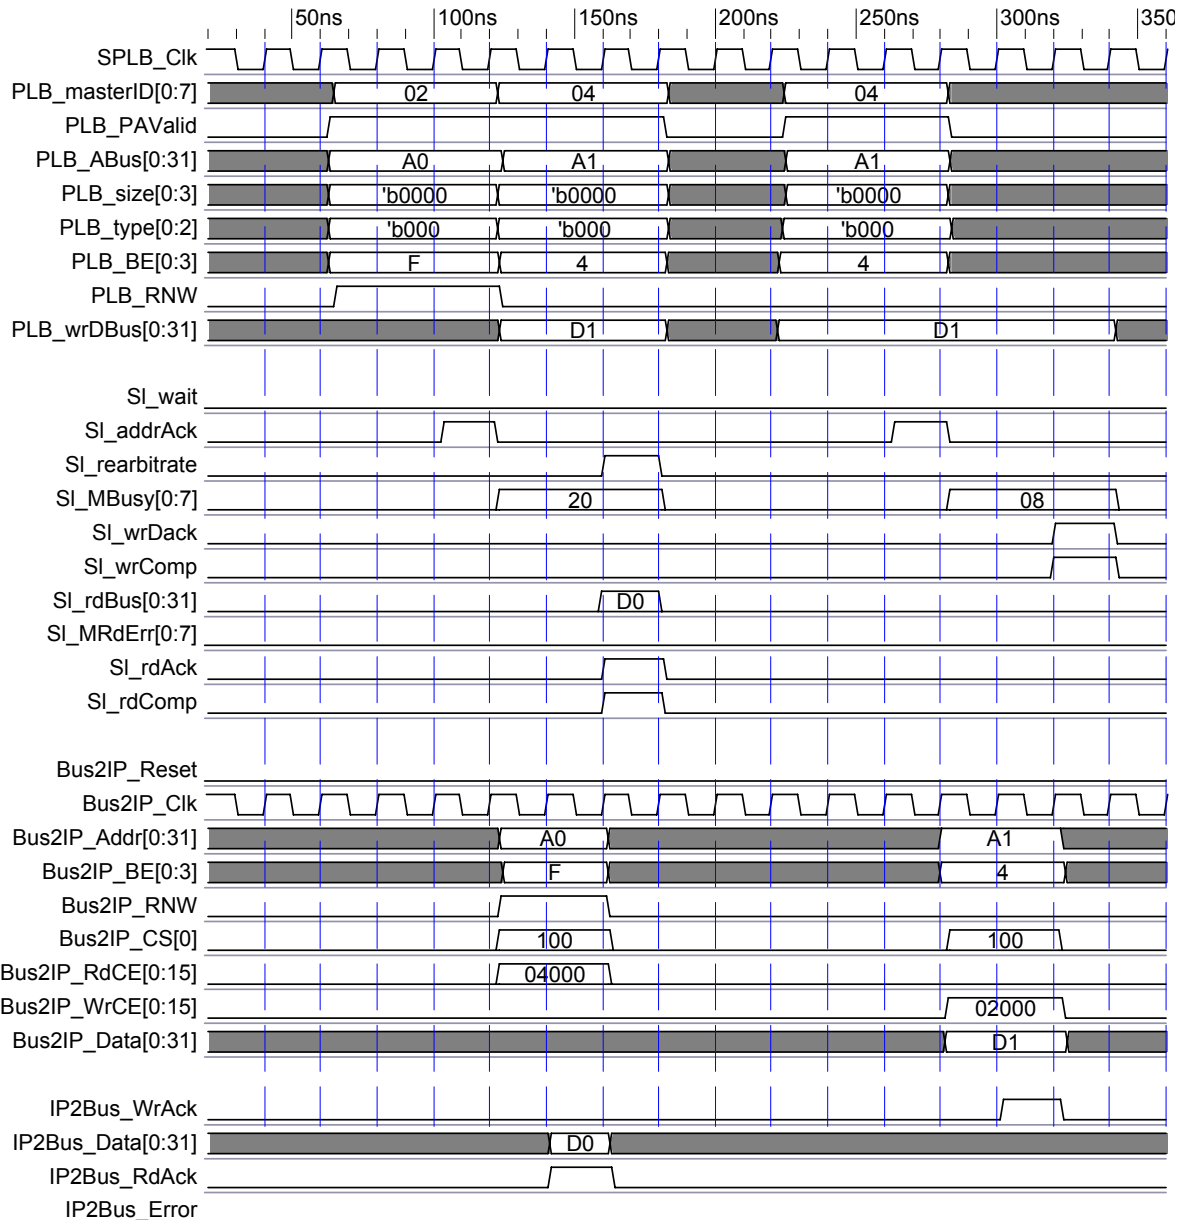 50ns 100ns 150ns 200ns 250ns 300ns 350
SPLB_Clk
PLB_masterID[0:7] 02 04 04
PLB_PAValid
PLB_ABus[0:31] A0 A1 A1
PLB_size[0:3] 'b0000 'b0000 'b0000
PLB_type[0:2] 'b000 'b000 'b000
PLB_BE[0:3] F 4 4
PLB_RNW
PLB_wrDBus[0:31] D1 D1
Sl_wait
Sl_addrAck
Sl_rearbitrate
Sl_MBusy[0:7] 20 08
Sl_wrDack
Sl_wrComp
Sl_rdBus[0:31] D0
Sl_MRdErr[0:7]
Sl_rdAck
Sl_rdComp
Bus2IP_Reset
Bus2IP_Clk
Bus2IP_Addr[0:31] A0 A1
Bus2IP_BE[0:3] F 4
Bus2IP_RNW
Bus2IP_CS[0] 100 100
Bus2IP_RdCE[0:15] 04000
Bus2IP_WrCE[0:15] 02000
Bus2IP_Data[0:31] D1
IP2Bus_WrAck
IP2Bus_Data[0:31] D0
IP2Bus_RdAck
IP2Bus_Error